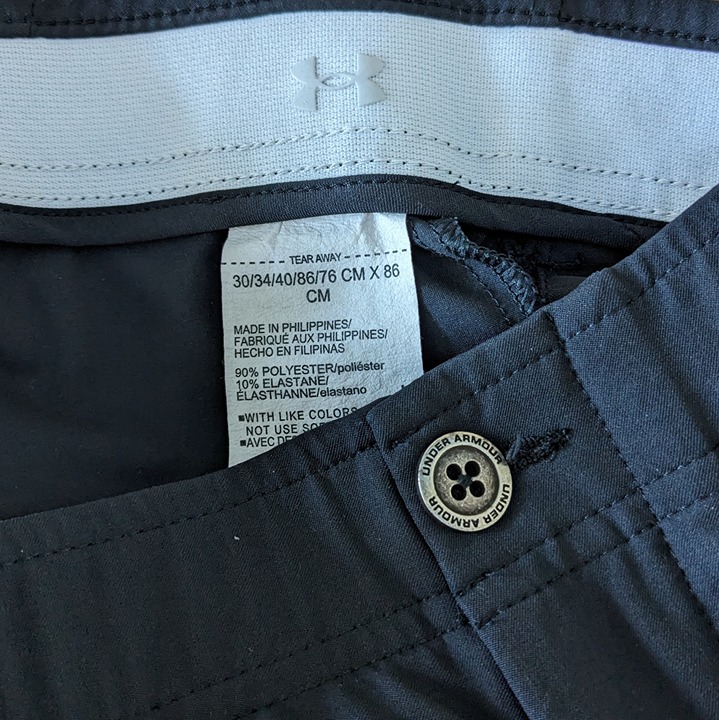 TEAR AWAY
30/34/40/86/76 CM X 86
CM
MADE IN PHILIPPINES/
FABRIQUÉ AUX PHILIPPINES/
HECHO EN FILIPINAS
90% POLYESTER/poliéster
10% ELASTANE/
ÉLASTHANNE/elastano
▪WITH LIKE COLORS
NOT USE
▪AVEC
UNDER ARMOUR
UNDER ARMOUR